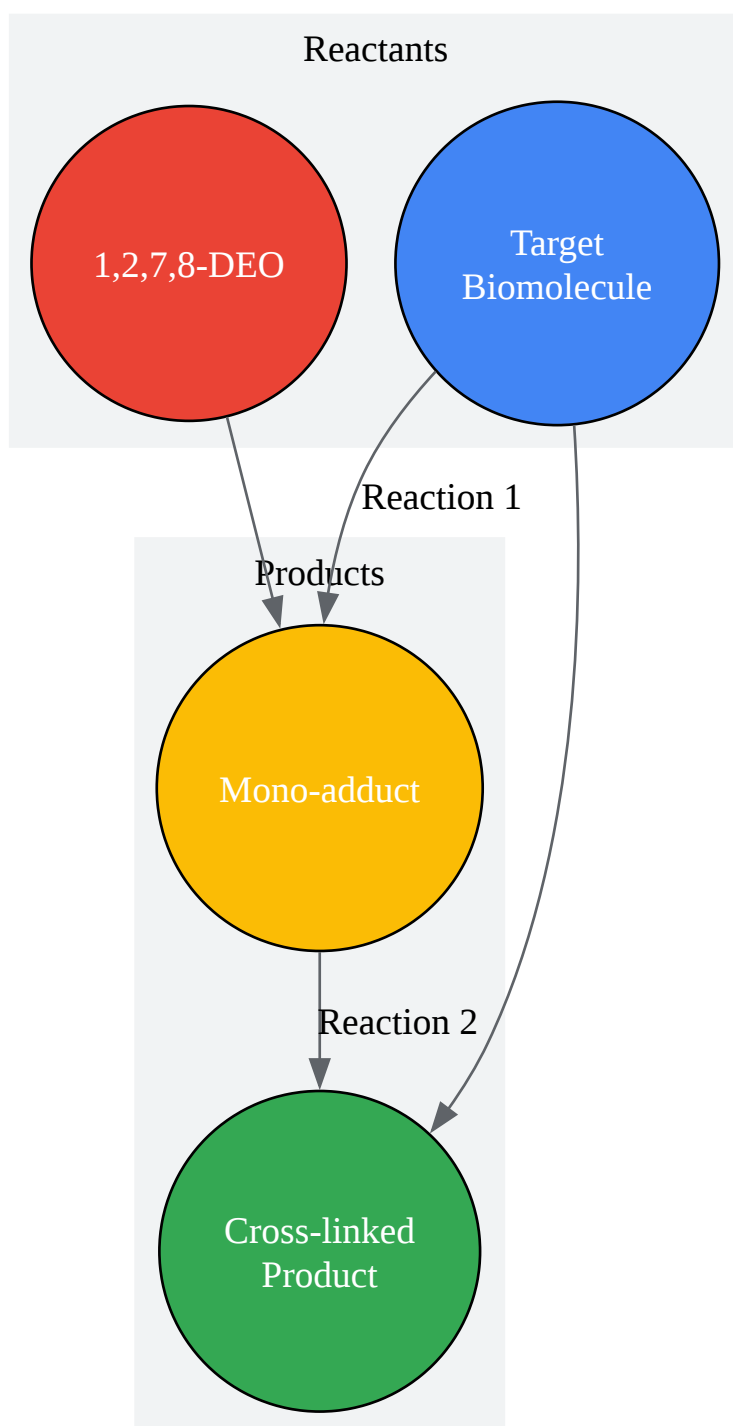 Reactants
1,2,7,8-DEO
Target
Biomolecule
Reaction 1
Products
Mono-adduct
Reaction 2
Cross-linked
Product